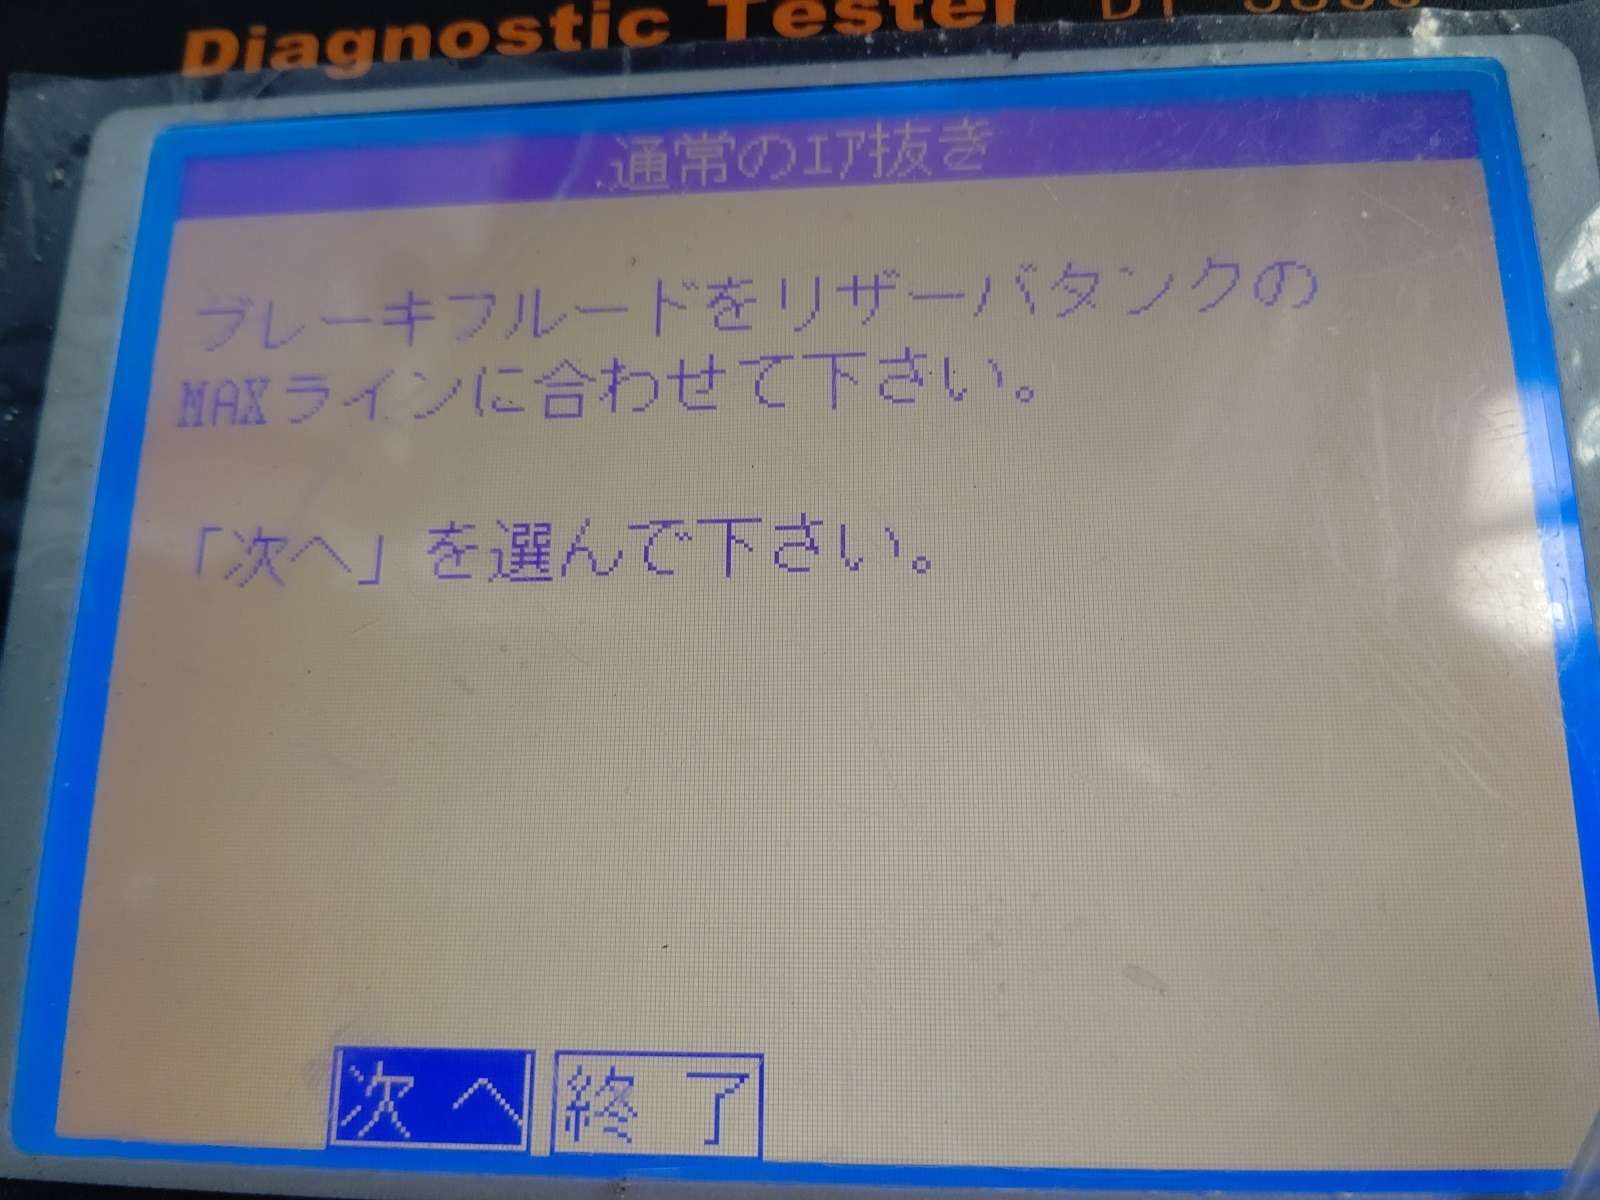 Diagnostic Tester
通常のｴｱ抜き
ブレーキフルードをリザーバタンクの
MAXラインに合わせて下さい。
「次へ」を選んで下さい。
次へ 終了